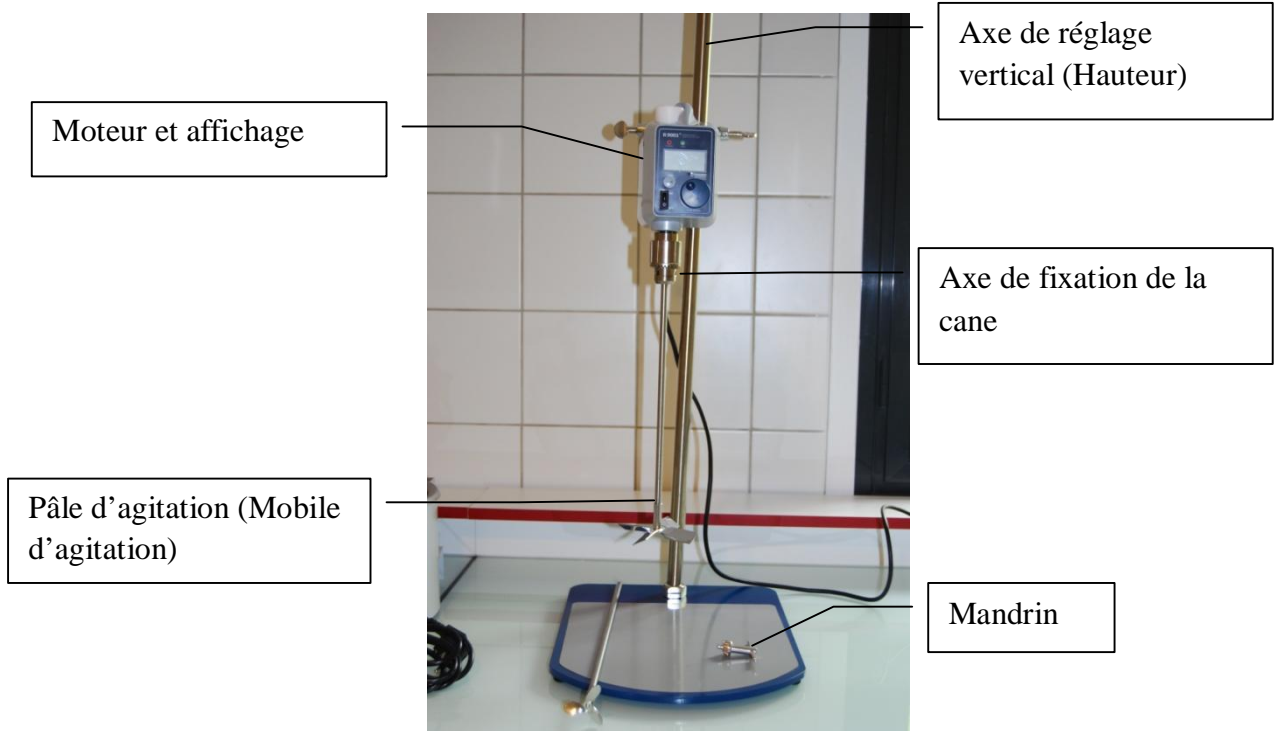 Axe de réglage
vertical (Hauteur)
Moteur et affichage
Axe de fixation de la
cane
Pâle d’agitation (Mobile
d’agitation)
Mandrin